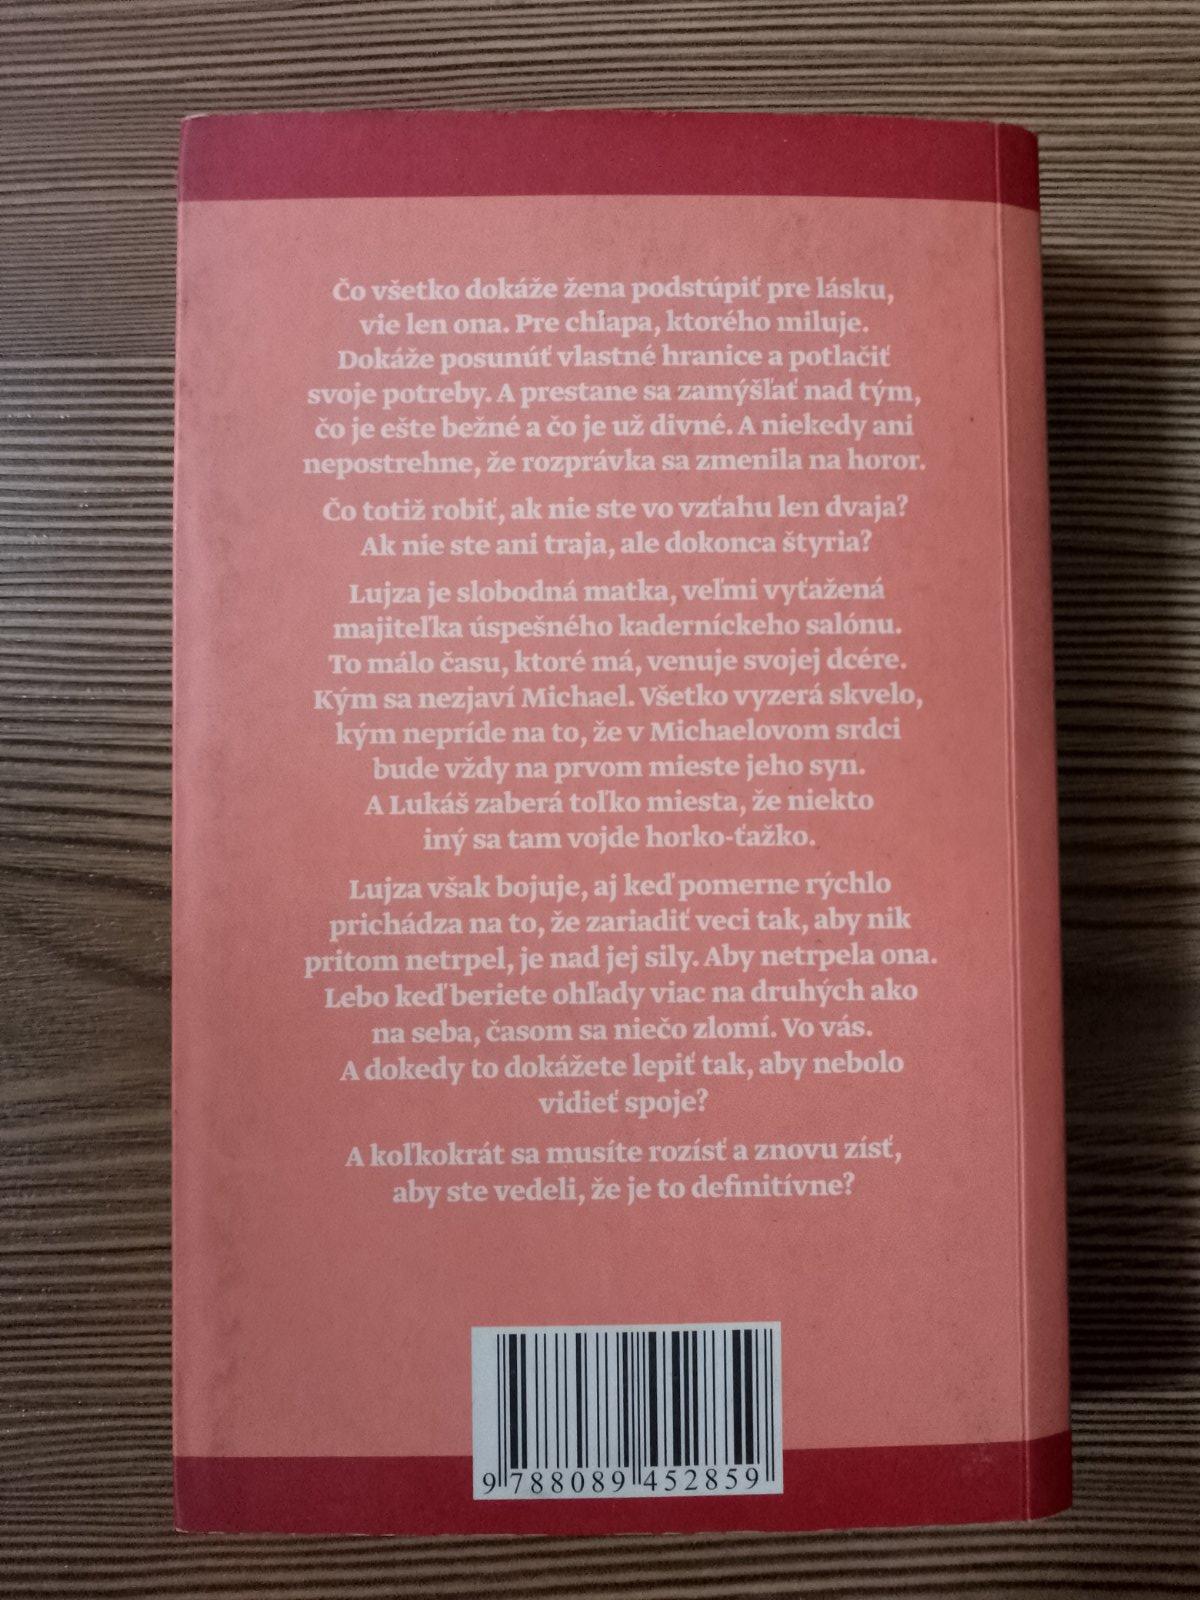 Čo všetko dokáže žena podstúpiť pre lásku,
vie len ona. Pre chlapa, ktorého miluje.
Dokáže posunúť vlastné hranice a potlačiť
svoje potreby. A prestane sa zamýšľať nad tým,
čo je ešte bežné a čo je už divné. A niekedy ani
nepostrehne, že rozprávka sa zmenila na horor.
Čo totiž robiť, ak nie ste vo vzťahu len dvaja?
Ak nie ste ani traja, ale dokonca štyria?
Lujza je slobodná matka, veľmi vyťažená
majiteľka úspešného kaderníckeho salónu.
To málo času, ktoré má, venuje svojej dcére.
Kým sa nezjaví Michael. Všetko vyzerá skvelo,
kým nepríde na to, že v Michaelovom srdci
bude vždy na prvom mieste jeho syn.
A Lukáš zaberá toľko miesta, že niekto
iný sa tam vojde horko-ťažko.
Lujza však bojuje, aj keď pomerne rýchlo
prichádza na to, že zariadiť veci tak, aby nik
pritom netrpel, je nad jej sily. Aby netrpela ona.
Lebo keď beriete ohľady viac na druhých ako
na seba, časom sa niečo zlomí. Vo vás.
A dokedy to dokážete lepiť tak, aby nebolo
vidieť spoje?
A koľkokrát sa musíte rozísť a znovu zísť,
aby ste vedeli, že je to definitívne?
9 788089 452859